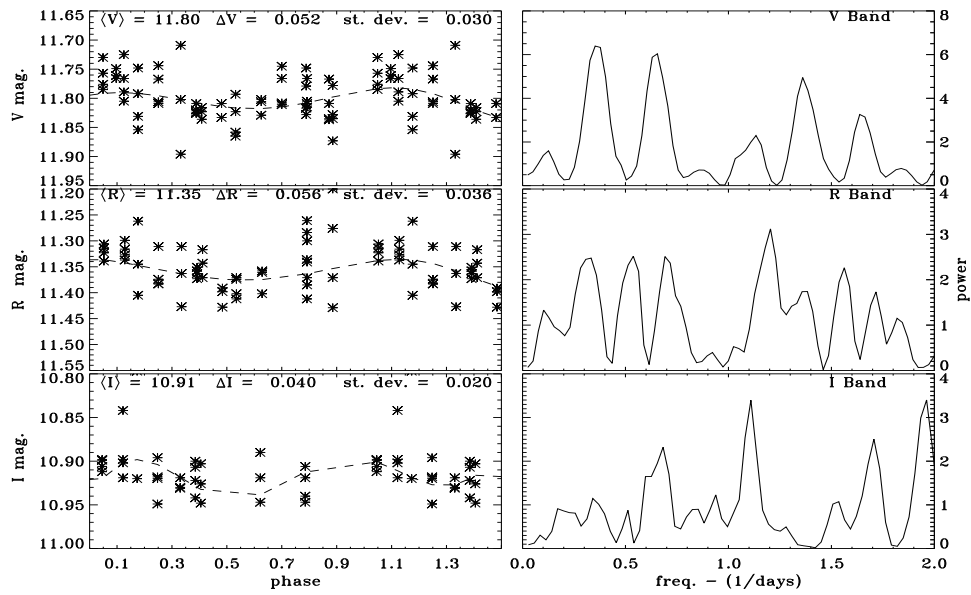 ⟨V⟩ = 11.80 ΔV = 0.052 st. dev. = 0.030
11.65
11.70
11.75
11.80
11.85
11.90
11.95
V mag.
V Band
8
6
4
2
0
⟨R⟩ = 11.35 ΔR = 0.056 st. dev. = 0.036
11.20
11.25
11.30
11.35
11.40
11.45
11.50
11.55
R mag.
R Band
4
3
2
1
0
power
⟨I⟩ = 10.91 ΔI = 0.040 st. dev. = 0.020
10.80
10.85
10.90
10.95
11.00
I mag.
I Band
4
3
2
1
0
0.1 0.3 0.5 0.7 0.9 1.1 1.3
phase
0.0 0.5 1.0 1.5 2.0
freq. - (1/days)